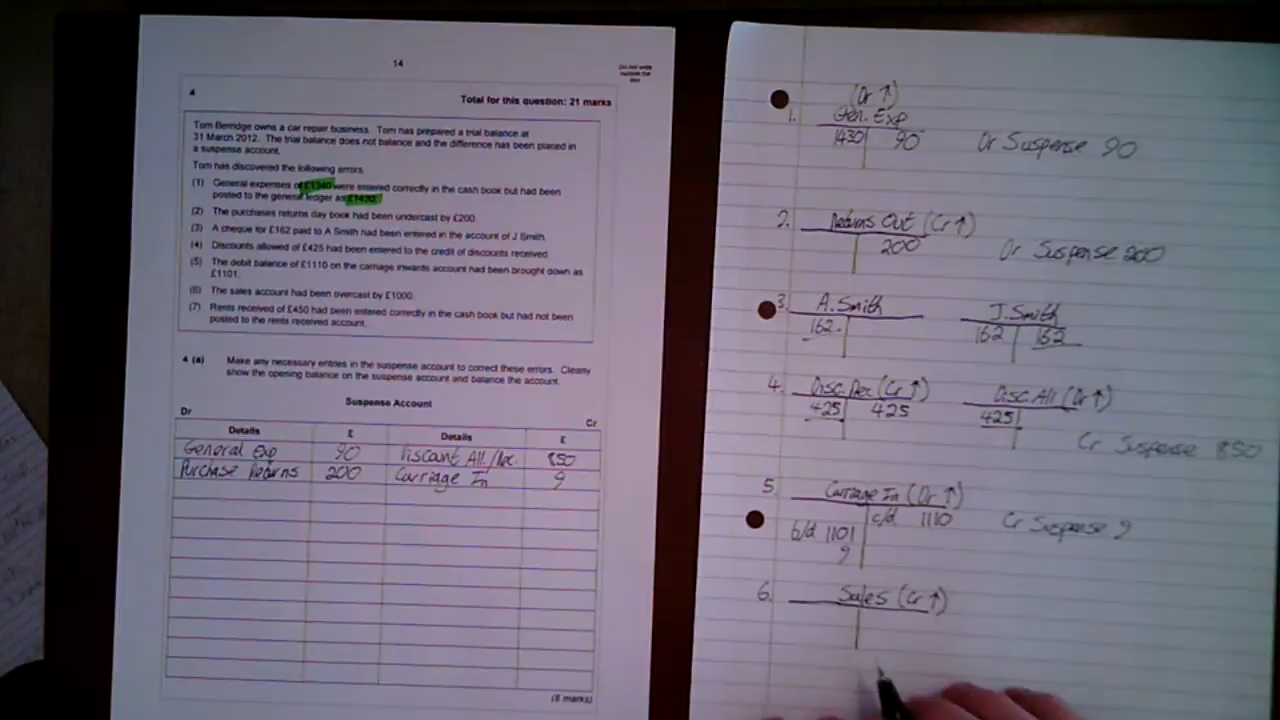 14
Do not write
outside the
box
4
Total for this question: 21 marks
Tom Berridge owns a car repair business. Tom has prepared a trial balance at
31 March 2012. The trial balance does not balance and the difference has been placed in
a suspense account.
Tom has discovered the following errors.
(1) General expenses of £1340 were entered correctly in the cash book but had been
posted to the general ledger as £1430.
(2) The purchases returns day book had been undercast by £200.
(3) A cheque for £162 paid to A Smith had been entered in the account of J Smith.
(4) Discounts allowed of £425 had been entered to the credit of discounts received.
(5) The debit balance of £1110 on the carriage inwards account had been brought down as
£1101.
(6) The sales account had been overcast by £1000.
(7) Rents received of £450 had been entered correctly in the cash book but had not been
posted to the rents received account.
4 (a) Make any necessary entries in the suspense account to correct these errors. Clearly
show the opening balance on the suspense account and balance the account.
Suspense Account
Dr Cr
Details £ Details £
General Exp 90 Discount All./Rec. 850
Purchase Returns 200 Carriage In 9
(8 marks)
(Dr ↑)
1. Gen. Exp
1430 90 Dr Suspense 90
2. Returns Out (Cr ↑)
200 Dr Suspense 200
3. A. Smith J. Smith
162 162 162
4. Disc. Rec (Cr ↑) Disc. All (Dr ↑)
425 425 425
Cr Suspense 850
5. Carriage In (Dr ↑)
c/d 1110 Cr Suspense 9
b/d 1101
9
6. Sales (Cr ↑)